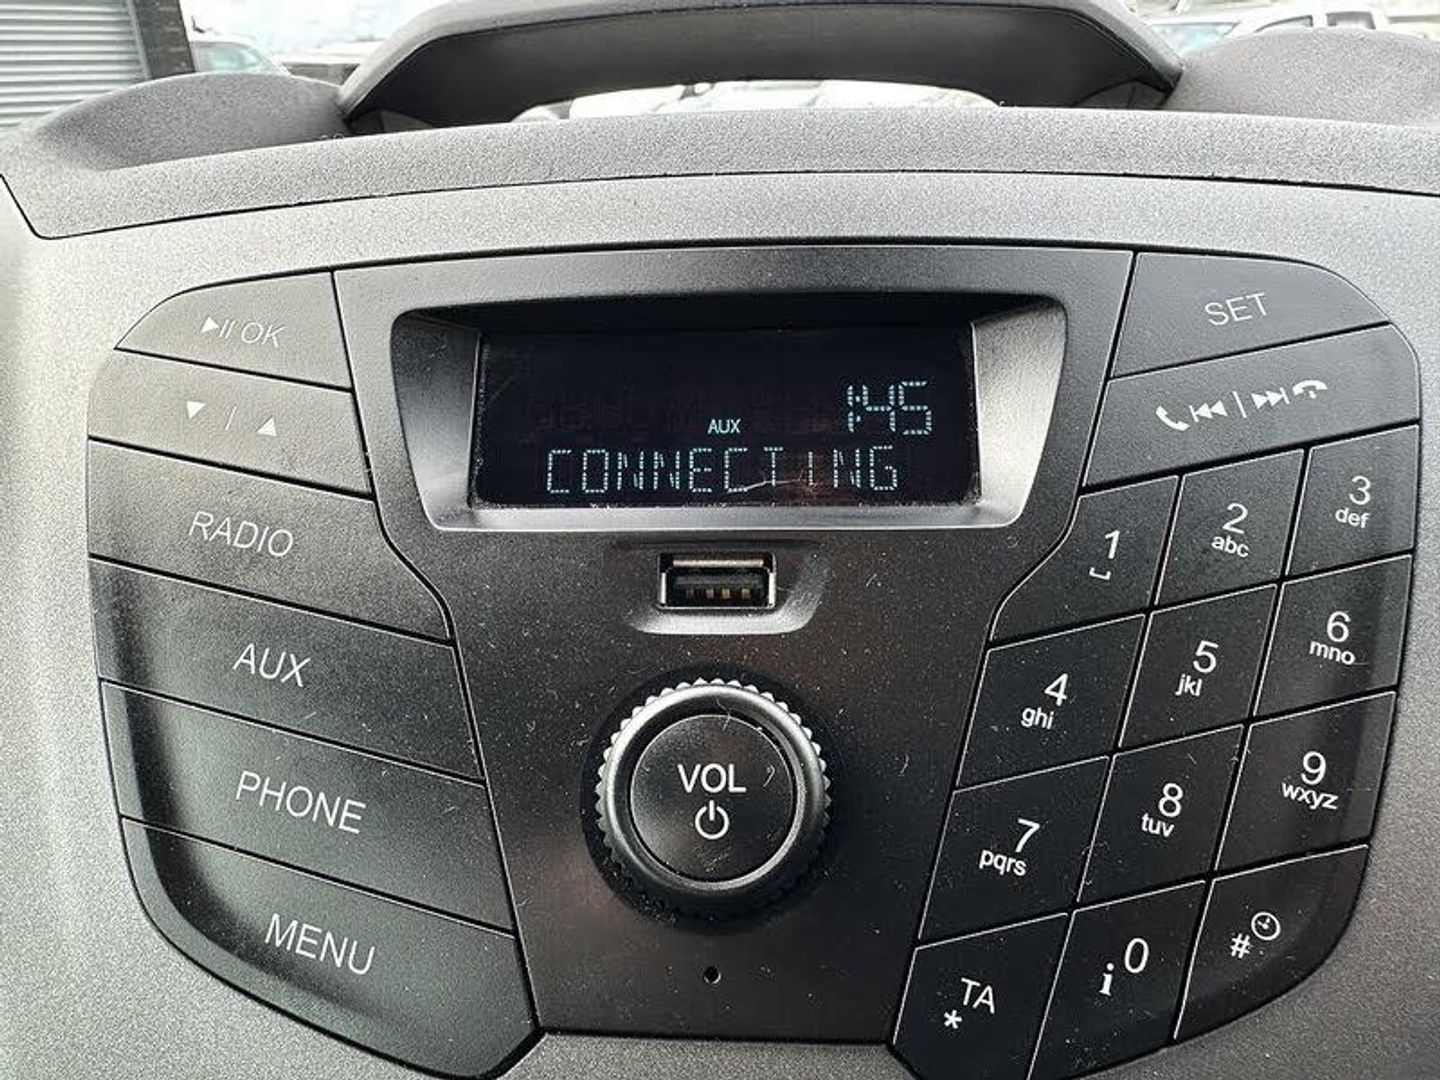 OK
SET
1:45
AUX
CONNECTING
RADIO
AUX
PHONE
MENU
VOL
1
2
abc
3
def
4
ghi
5
jkl
6
mno
7
pqrs
8
tuv
9
wxyz
TA
*
i 0
#